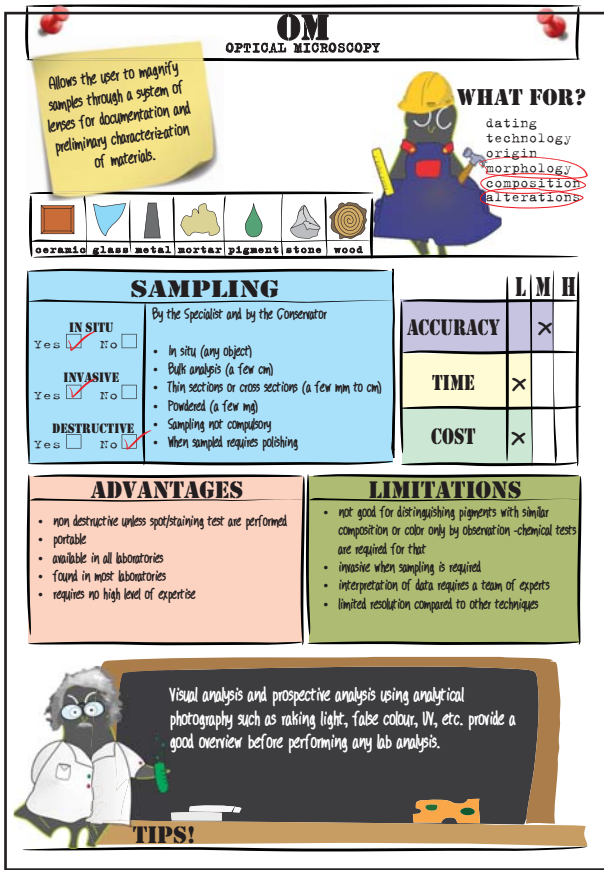 OM
OPTICAL MICROSCOPY
Allows the user to magnify
samples through a system of
lenses for documentation and
preliminary characterization
of materials.
WHAT FOR?
dating
technology
origin
morphology
composition
alterations
ceramic glass metal mortar pigment stone wood
SAMPLING
IN SITU
Yes No
INVASIVE
Yes No
DESTRUCTIVE
Yes No
By the Specialist and by the Conservator
• In situ (any object)
• Bulk analysis (a few cm)
• Thin sections or cross sections (a few mm to cm)
• Powdered (a few mg)
• Sampling not compulsory
• When sampled requires polishing
L M H
ACCURACY x
TIME x
COST x
ADVANTAGES
• non destructive unless spot/staining test are performed
• portable
• available in all laboratories
• found in most laboratories
• requires no high level of expertise
LIMITATIONS
• not good for distinguishing pigments with similar
composition or color only by observation -chemical tests
are required for that
• invasive when sampling is required
• interpretation of data requires a team of experts
• limited resolution compared to other techniques
Visual analysis and prospective analysis using analytical
photography such as raking light, false colour, UV, etc. provide a
good overview before performing any lab analysis.
TIPS!